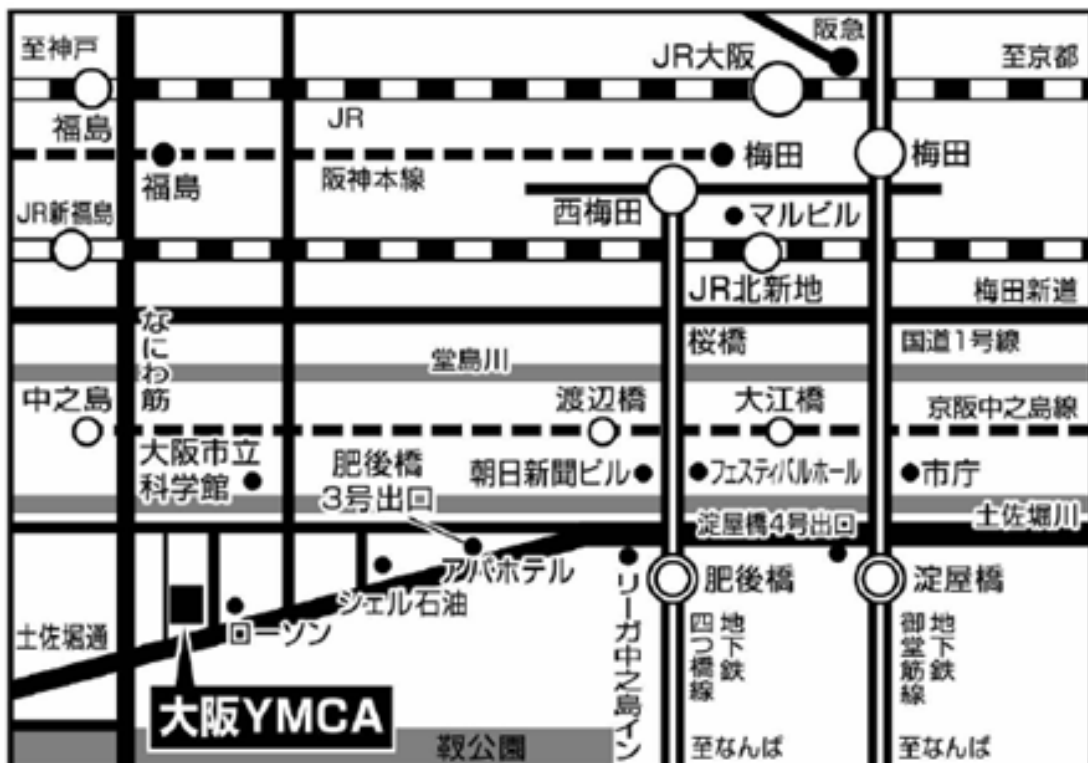 阪急
至神戸
JR大阪
至京都
福島
JR
福島
阪神本線
梅田
梅田
JR新福島
西梅田
マルビル
JR北新地
梅田新道
なにわ筋
桜橋
国道1号線
堂島川
中之島
渡辺橋
大江橋
京阪中之島線
大阪市立
科学館
肥後橋
3号出口
朝日新聞ビル
フェスティバルホール
市庁
土佐堀川
淀屋橋4号出口
アパホテル
シェル石油
ローソン
リーガ中之島イン
肥後橋
淀屋橋
土佐堀通
地下鉄
四つ橋線
地下鉄
御堂筋線
大阪YMCA
靱公園
至なんば
至なんば